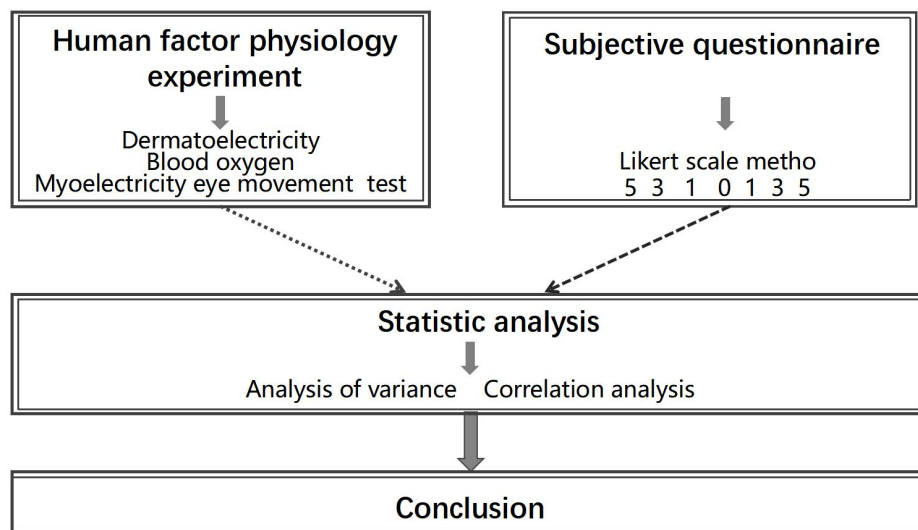 Human factor physiology
experiment
Dermatoelectricity
Blood oxygen
Myoelectricity eye movement test
Subjective questionnaire
Likert scale metho
5 3 1 0 1 3 5
Statistic analysis
Analysis of variance Correlation analysis
Conclusion